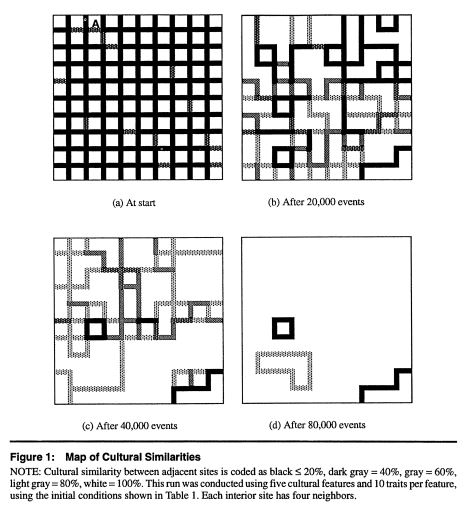 A
(a) At start
(b) After 20,000 events
(c) After 40,000 events
(d) After 80,000 events
Figure 1: Map of Cultural Similarities
NOTE: Cultural similarity between adjacent sites is coded as black ≤ 20%, dark gray = 40%, gray = 60%,
light gray = 80%, white = 100%. This run was conducted using five cultural features and 10 traits per feature,
using the initial conditions shown in Table 1. Each interior site has four neighbors.